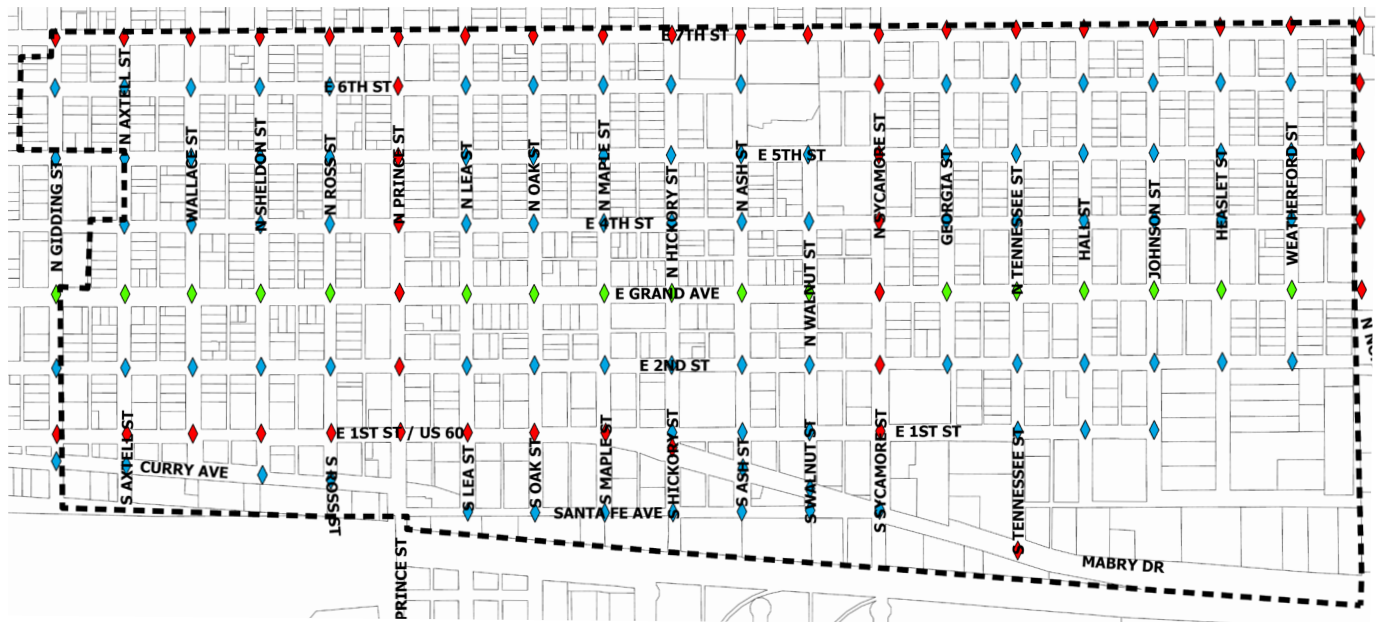 E 7TH ST
N AXTELL ST
E 6TH ST
N GIDDING ST
WALLACE ST
N SHELDON ST
N ROSS ST
N PRINCE ST
N LEA ST
N OAK ST
N MAPLE ST
N HICKORY ST
N ASH ST
E 5TH ST
N WALNUT ST
N SYCAMORE ST
GEORGIA ST
N TENNESSEE ST
HALL ST
JOHNSON ST
HEASLET RT
WEATHERFORD ST
E 4TH ST
E GRAND AVE
E 2ND ST
E 1ST ST / US 60
E 1ST ST
S AXTELL ST
CURRY AVE
S ROSS ST
S LEA ST
S OAK ST
S MAPLE ST
S HICKORY ST
S ASH ST
S WALNUT ST
S SYCAMORE ST
S TENNESSEE ST
SANTA FE AVE
PRINCE ST
MABRY DR